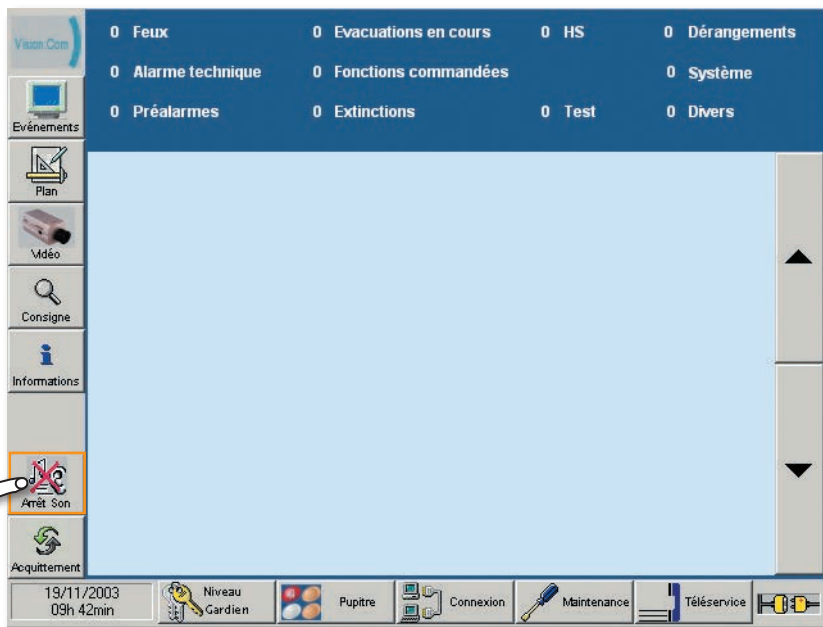 Vision.Com
0 Feux 0 Evacuations en cours 0 HS 0 Dérangements
0 Alarme technique 0 Fonctions commandées 0 Système
0 Préalarmes 0 Extinctions 0 Test 0 Divers
Evénements
Plan
Vidéo
Consigne
Informations
Arrêt Son
Acquittement
19/11/2003
09h 42min
Niveau
Gardien
Pupitre
Connexion
Maintenance
Téléservice